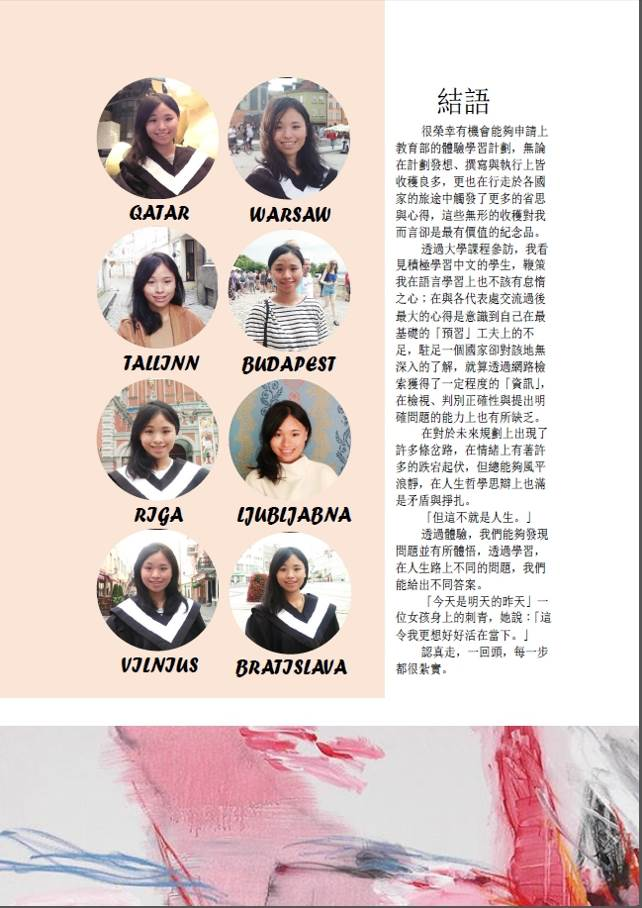 QATAR
WARSAW
TALLINN
BUDAPEST
RIGA
LJUBLJABNA
VILNIUS
BRATISLAVA
結語
很榮幸有機會能夠申請上
教育部的體驗學習計劃，無論
在計劃發想、撰寫與執行上皆
收穫良多，更也在行走於各國
家的旅途中觸發了更多的省思
與心得，這些無形的收穫對我
而言卻是最有價值的紀念品。
透過大學課程參訪，我看
見積極學習中文的學生，鞭策
我在語言學習上也不該有怠惰
之心；在與各代表處交流過後
最大的心得是意識到自己在最
基礎的「預習」工夫上的不
足，駐足一個國家卻對該地無
深入的了解，就算透過網路檢
索獲得了一定程度的「資訊」，
在檢視、判別正確性與提出明
確問題的能力上也有所缺乏。
在對於未來規劃上出現了
許多條岔路，在情緒上有著許
多的跌宕起伏，但總能夠風平
浪靜，在人生哲學思辯上也滿
是矛盾與掙扎。
「但這不就是人生。」
透過體驗，我們能夠發現
問題並有所體悟，透過學習，
在人生路上不同的問題，我們
能給出不同答案。
「今天是明天的昨天」一
位女孩身上的刺青，她說：「這
令我更想好好活在當下。」
認真走，一回頭，每一步
都很紮實。